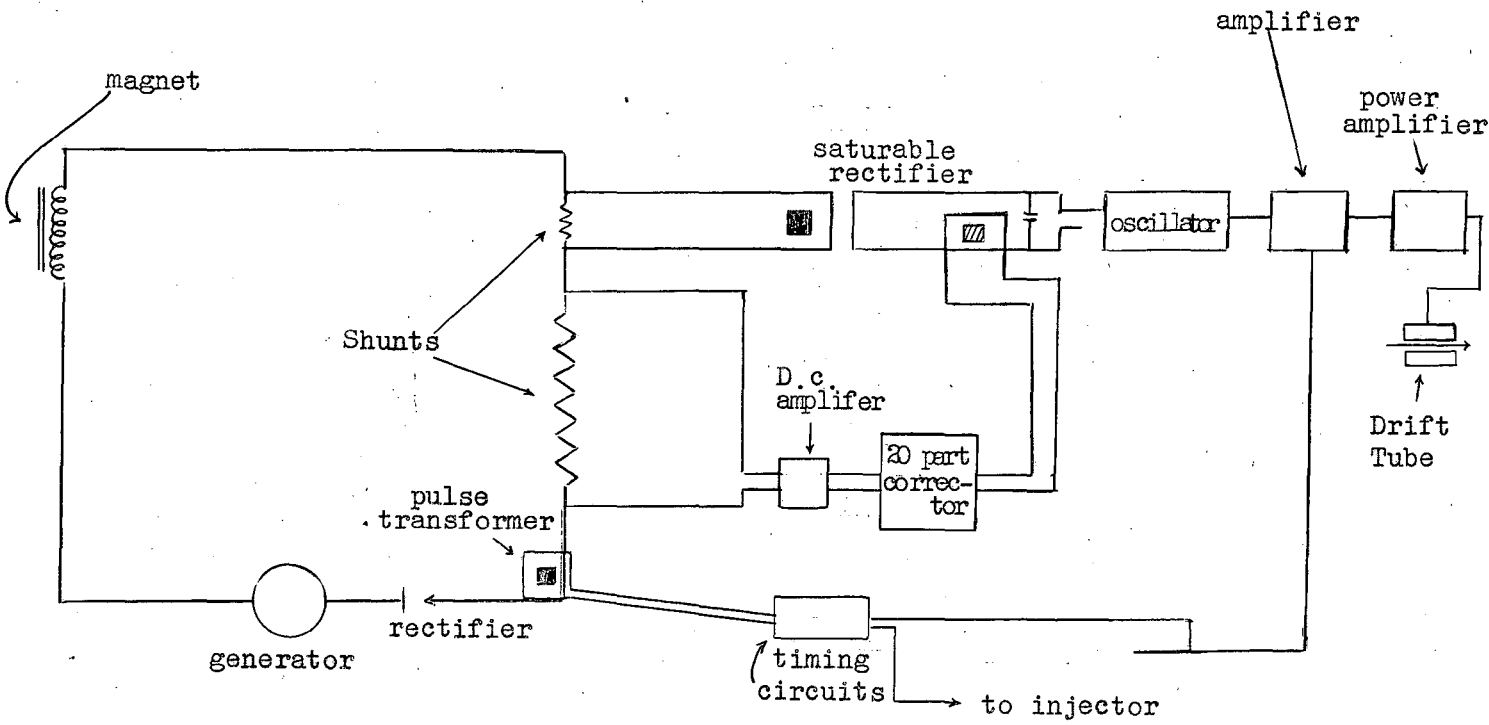 amplifier
magnet
power
amplifier
saturable
rectifier
oscillator
Shunts
D.c.
amplifer
Drift
Tube
20 part
correc-
tor
pulse
transformer
rectifier
generator
timing
circuits
to injector